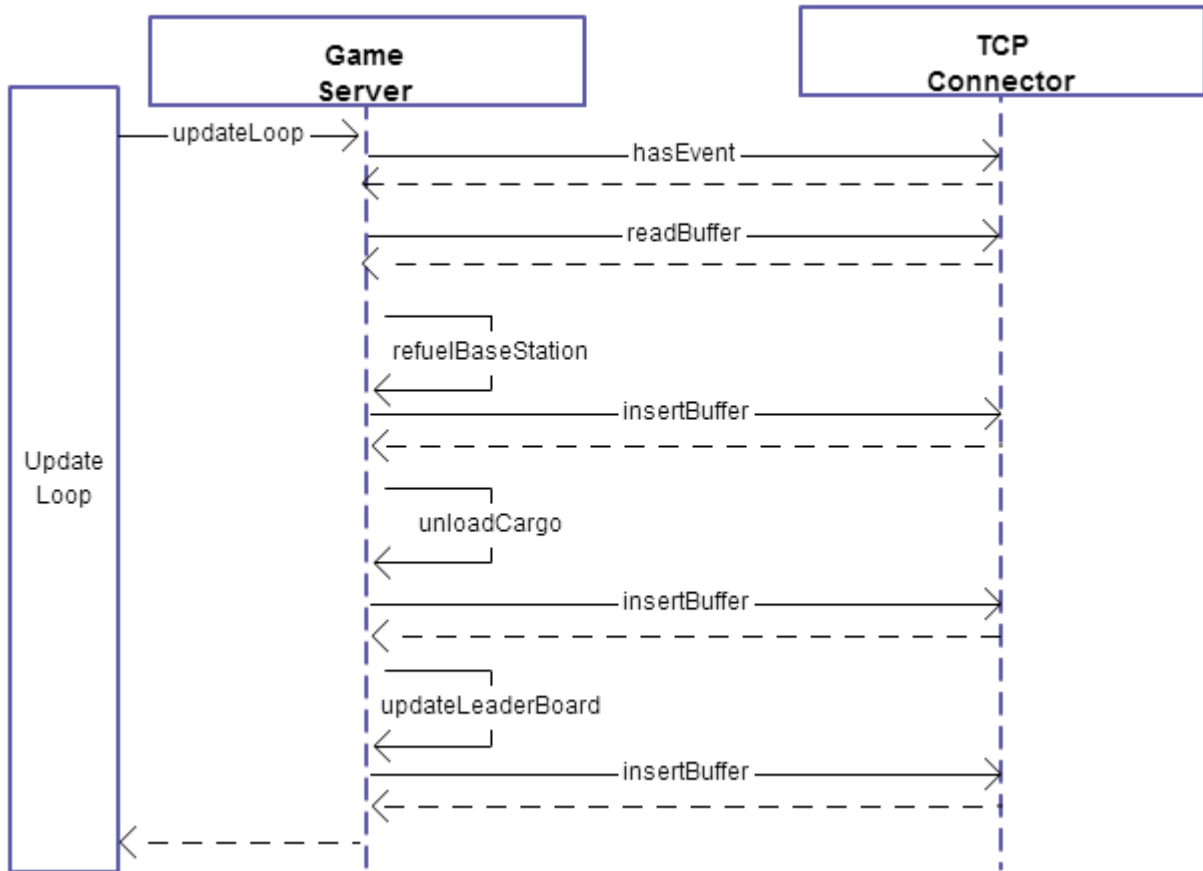 Game
Server
TCP
Connector
updateLoop
hasEvent
readBuffer
refuelBaseStation
insertBuffer
Update
Loop
unloadCargo
insertBuffer
updateLeaderBoard
insertBuffer